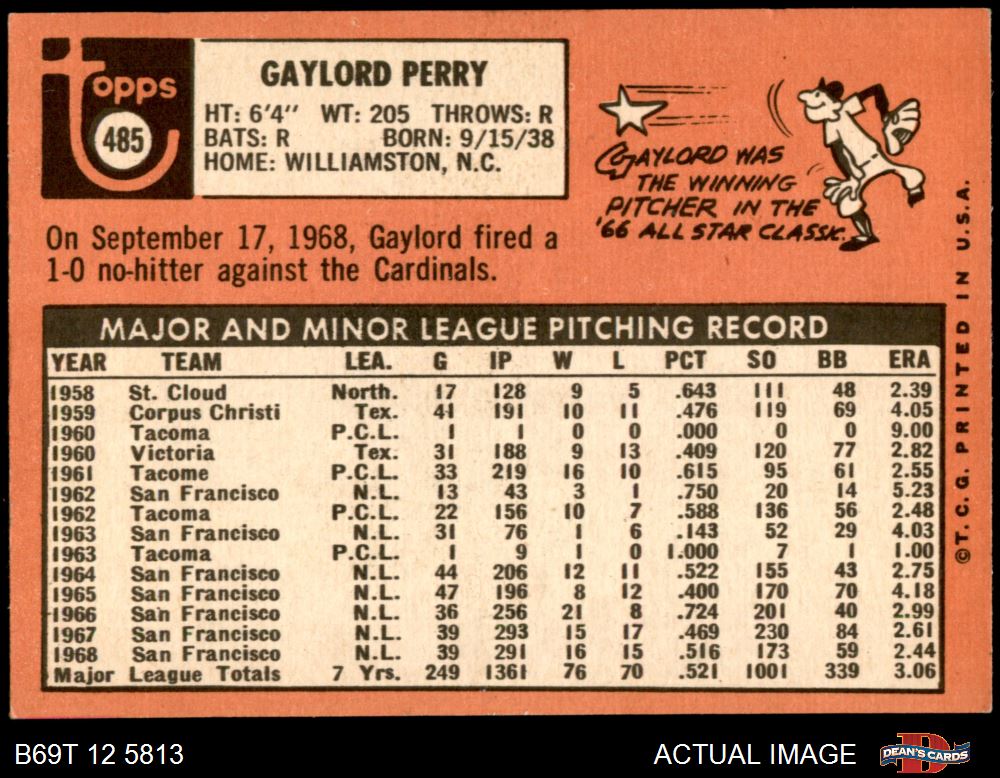 Topps
485
GAYLORD PERRY
HT: 6'4" WT: 205 THROWS: R
BATS: R BORN: 9/15/38
HOME: WILLIAMSTON, N.C.
GAYLORD WAS
THE WINNING
PITCHER IN THE
'66 ALL STAR CLASSIC.
On September 17, 1968, Gaylord fired a
1-0 no-hitter against the Cardinals.
MAJOR AND MINOR LEAGUE PITCHING RECORD
YEAR TEAM LEA. G IP W L PCT SO BB ERA
1958 St. Cloud North. 17 128 9 5 .643 111 48 2.39
1959 Corpus Christi Tex. 41 191 10 11 .476 119 69 4.05
1960 Tacoma P.C.L. 1 1 0 0 .000 0 0 9.00
1960 Victoria Tex. 31 188 9 13 .409 120 77 2.82
1961 Tacome P.C.L. 33 219 16 10 .615 95 61 2.55
1962 San Francisco N.L. 13 43 3 1 .750 20 14 5.23
1962 Tacoma P.C.L. 22 156 10 7 .588 136 56 2.48
1963 San Francisco N.L. 31 76 1 6 .143 52 29 4.03
1963 Tacoma P.C.L. 1 9 1 0 1.000 7 1 1.00
1964 San Francisco N.L. 44 206 12 11 .522 155 43 2.75
1965 San Francisco N.L. 47 196 8 12 .400 170 70 4.18
1966 San Francisco N.L. 36 256 21 8 .724 201 40 2.99
1967 San Francisco N.L. 39 293 15 17 .469 230 84 2.61
1968 San Francisco N.L. 39 291 16 15 .516 173 59 2.44
Major League Totals 7 Yrs. 249 1361 76 70 .521 1001 339 3.06
©T.C.G. PRINTED IN U.S.A.
B69T 12 5813
ACTUAL IMAGE
DEAN'S CARDS